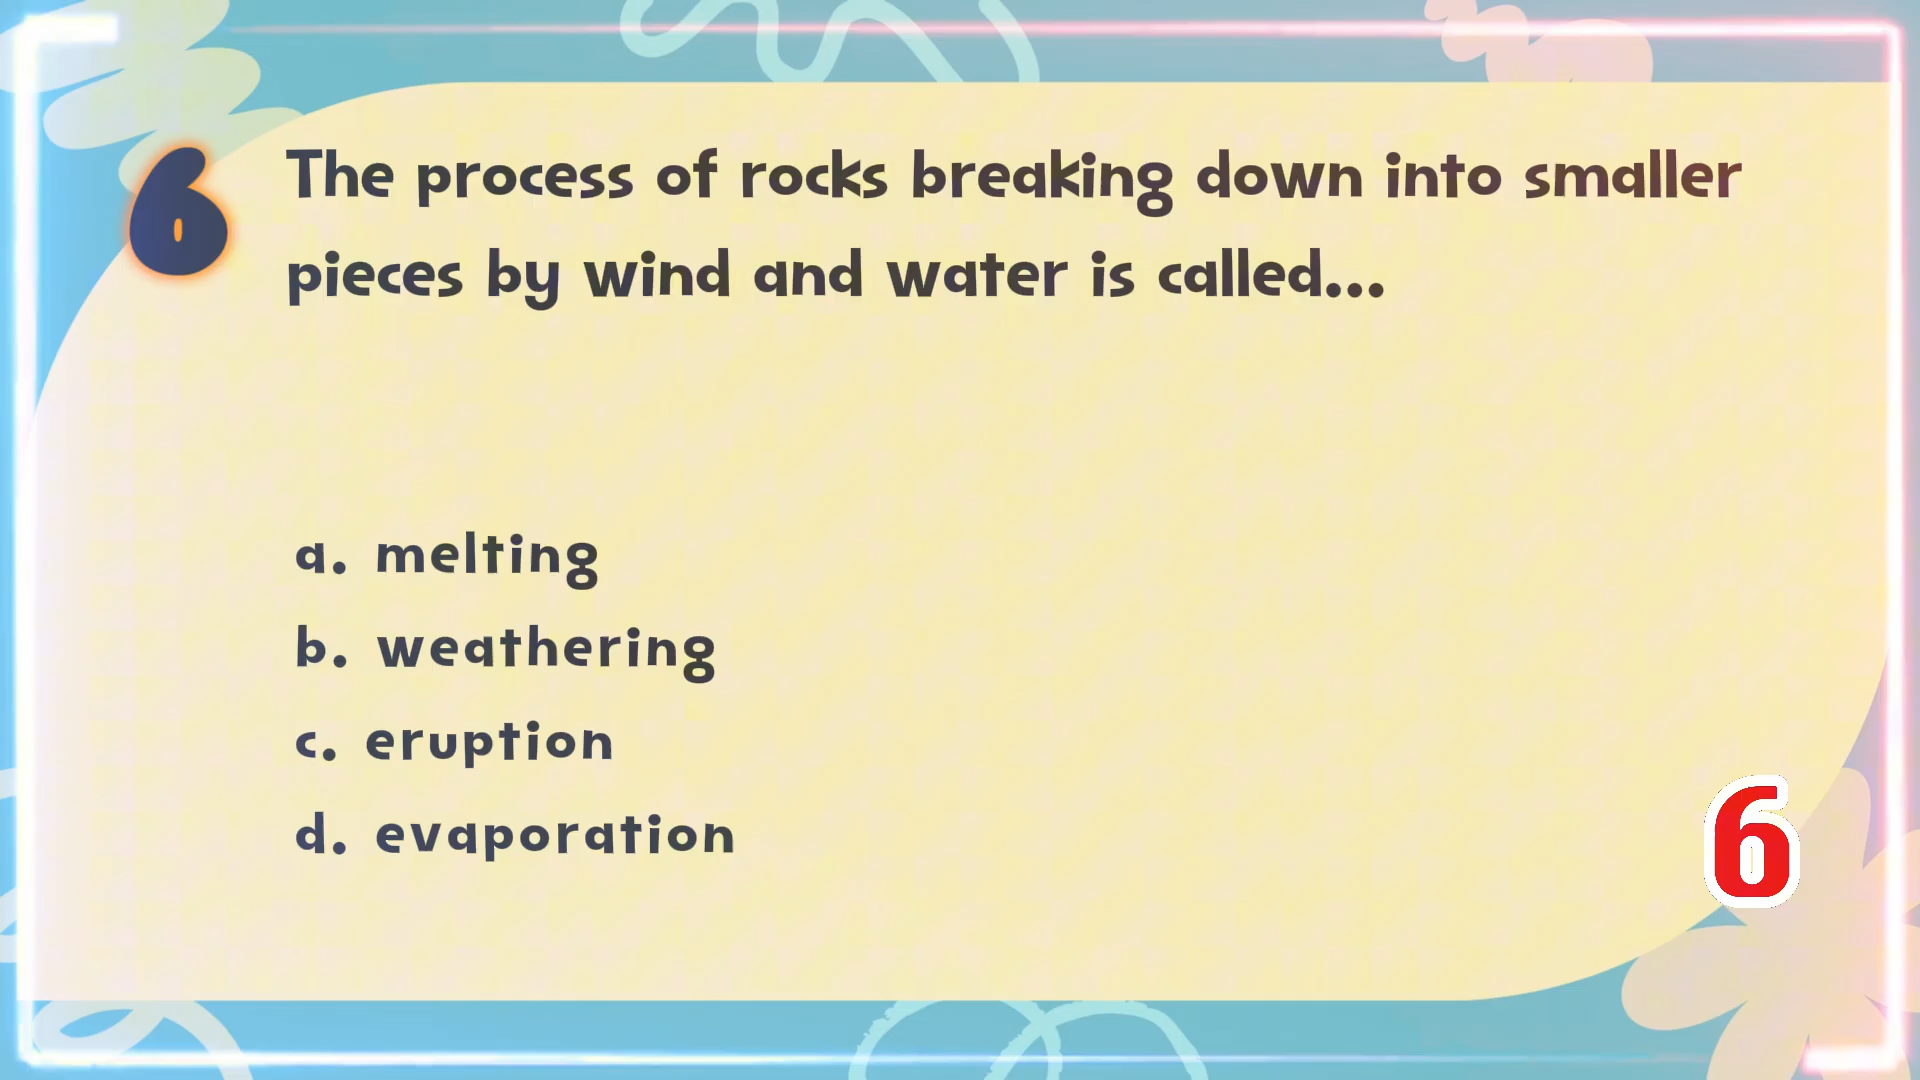 6
The process of rocks breaking down into smaller
pieces by wind and water is called...
a. melting
b. weathering
c. eruption
d. evaporation
6